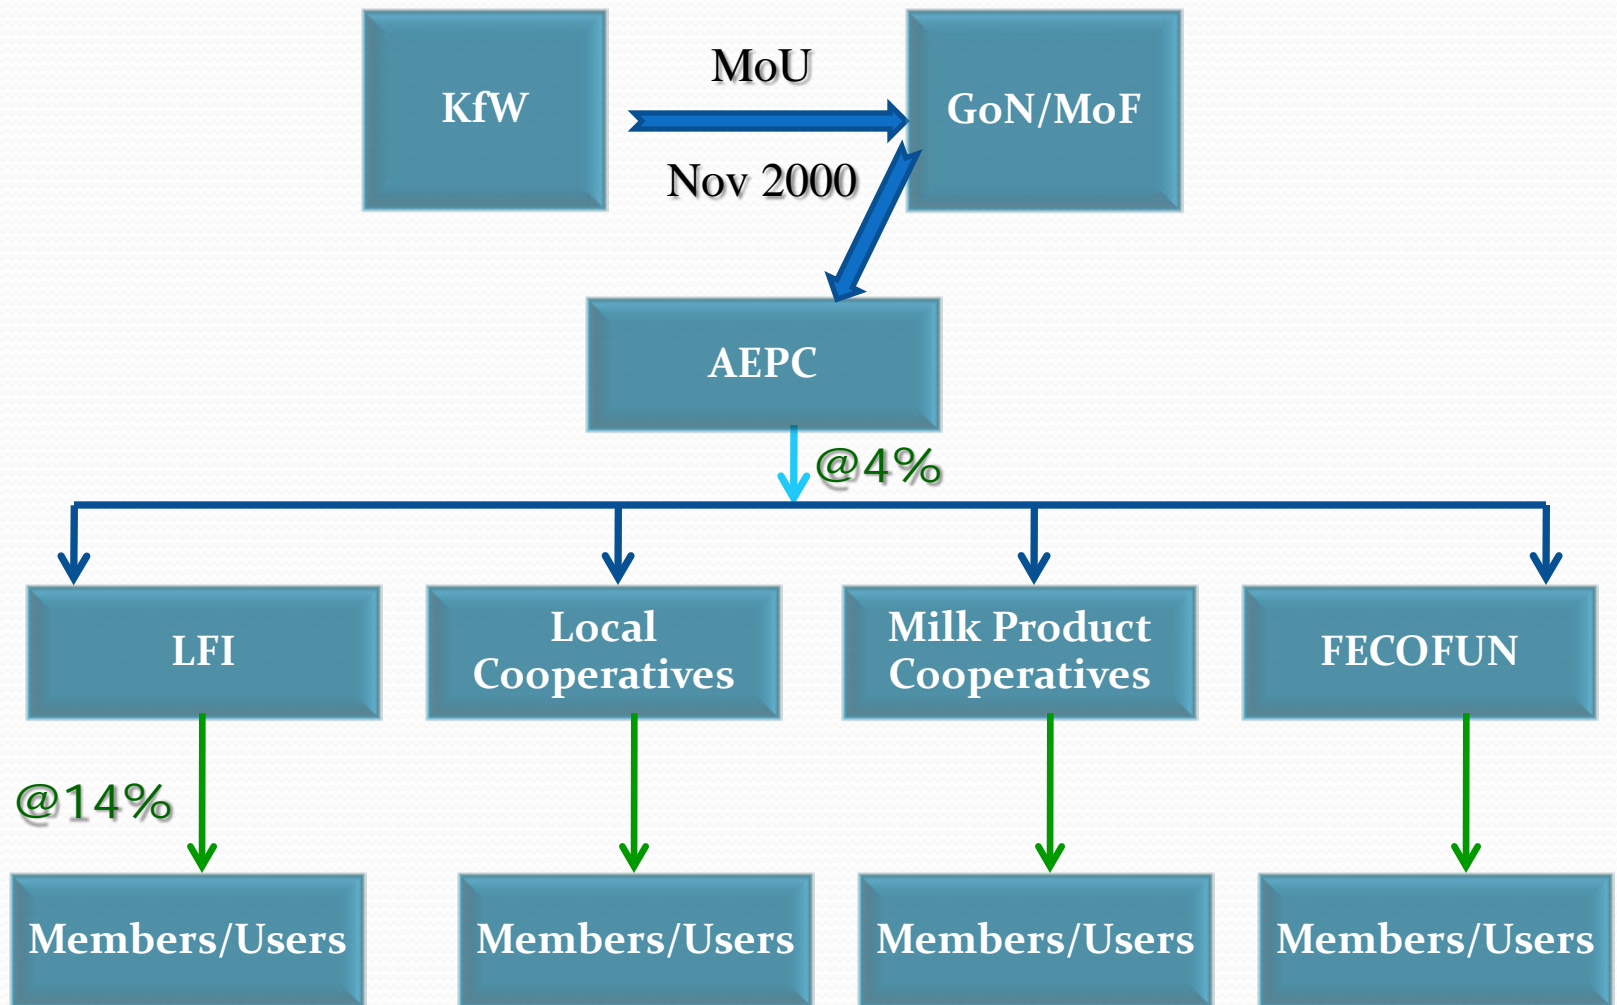 KfW
MoU
GoN/MoF
Nov 2000
AEPC
@4%
LFI
Local
Cooperatives
Milk Product
Cooperatives
FECOFUN
@14%
Members/Users
Members/Users
Members/Users
Members/Users